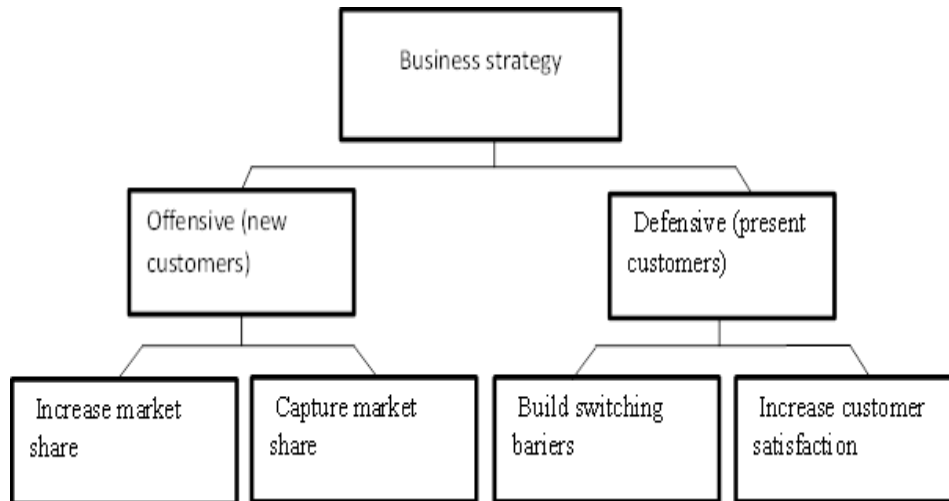 Business strategy
Offensive (new
customers)
Defensive (present
customers)
Increase market
share
Capture market
share
Build switching
bariers
Increase customer
satisfaction